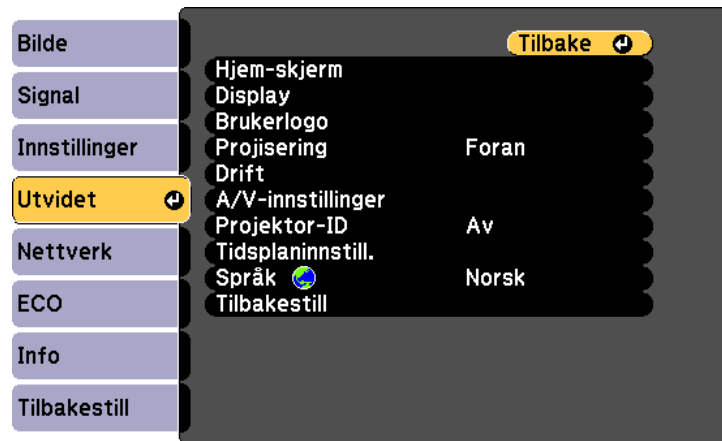 Bilde
Signal
Innstillinger
Utvidet
Nettverk
ECO
Info
Tilbakestill
Tilbake
Hjem-skjerm
Display
Brukerlogo
Projisering Foran
Drift
A/V-innstillinger
Projektor-ID Av
Tidsplaninnstill.
Språk Norsk
Tilbakestill